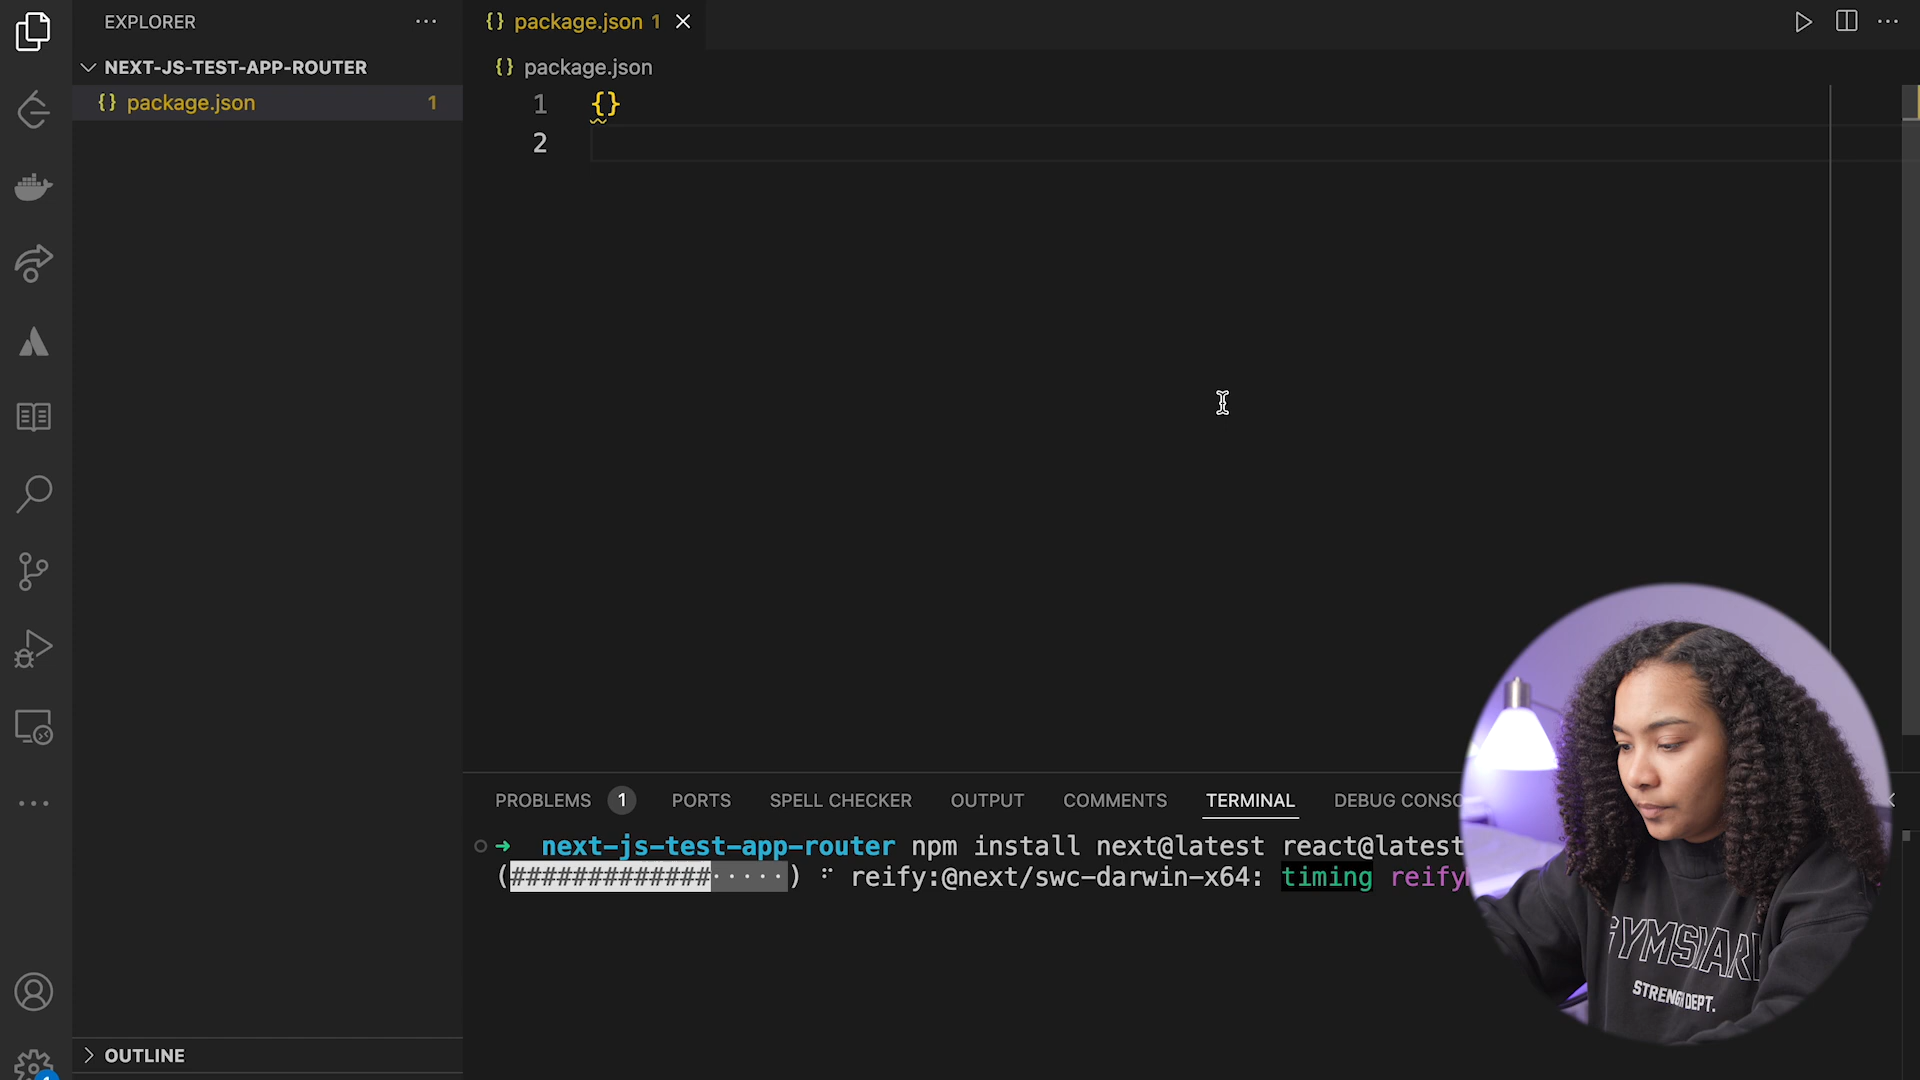 EXPLORER
NEXT-JS-TEST-APP-ROUTER
{} package.json 1
OUTLINE
{} package.json 1
{} package.json
1 {}
2
PROBLEMS 1 PORTS SPELL CHECKER OUTPUT COMMENTS TERMINAL DEBUG CONSO
➜ next-js-test-app-router npm install next@latest react@latest
(#############·····) ⠋ reify:@next/swc-darwin-x64: timing reify
GYMSHARK
STRENGTH DEPT.